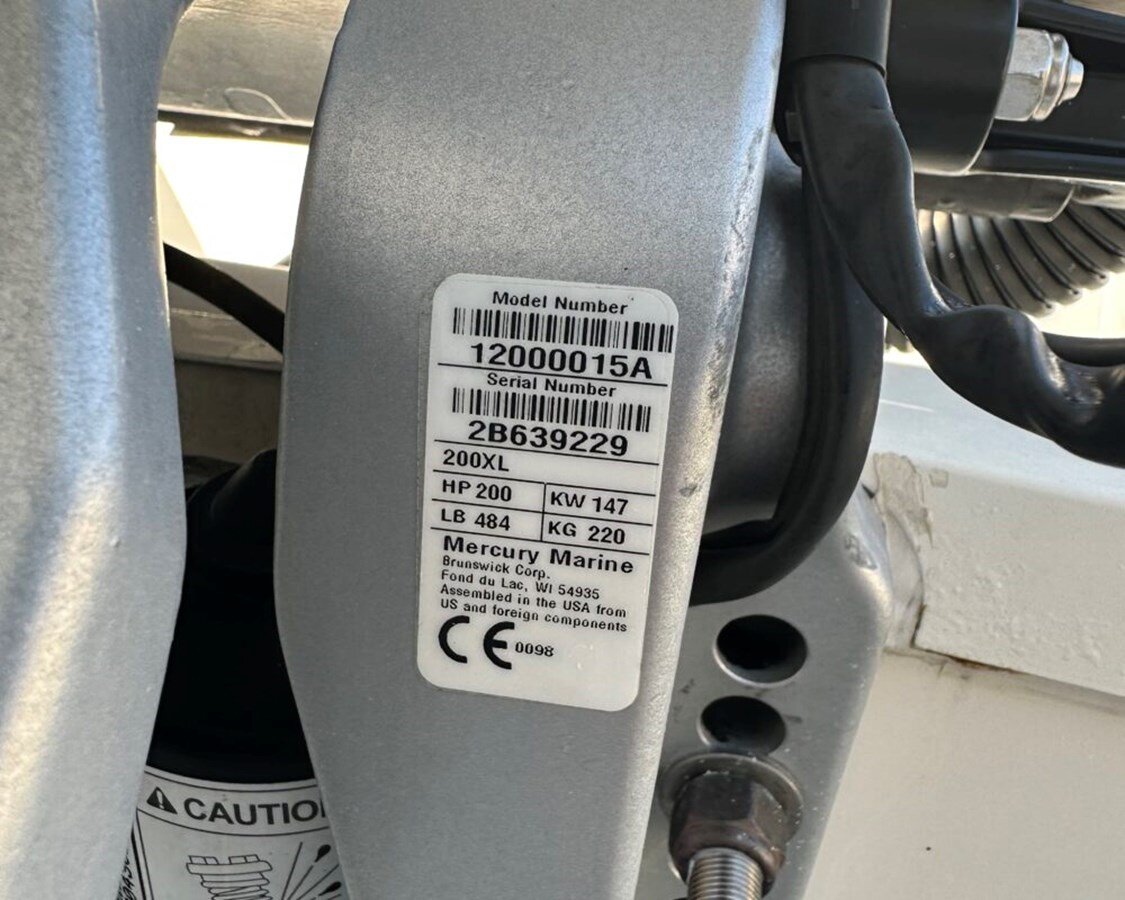 Model Number
12000015A
Serial Number
2B639229
200XL
HP 200 KW 147
LB 484 KG 220
Mercury Marine
Brunswick Corp.
Fond du Lac, WI 54935
Assembled in the USA from
US and foreign components
CE 0098
CAUTIO